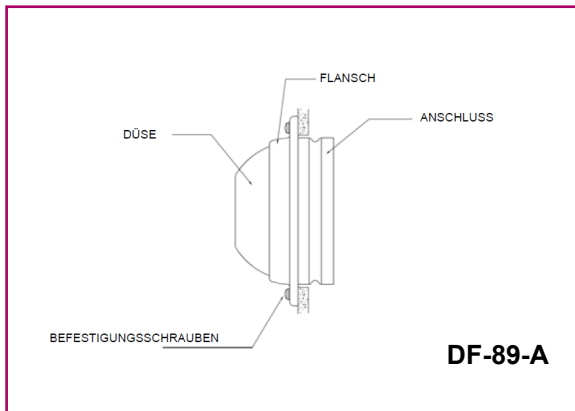 FLANSCH
ANSCHLUSS
DÜSE
BEFESTIGUNGSSCHRAUBEN
DF-89-A